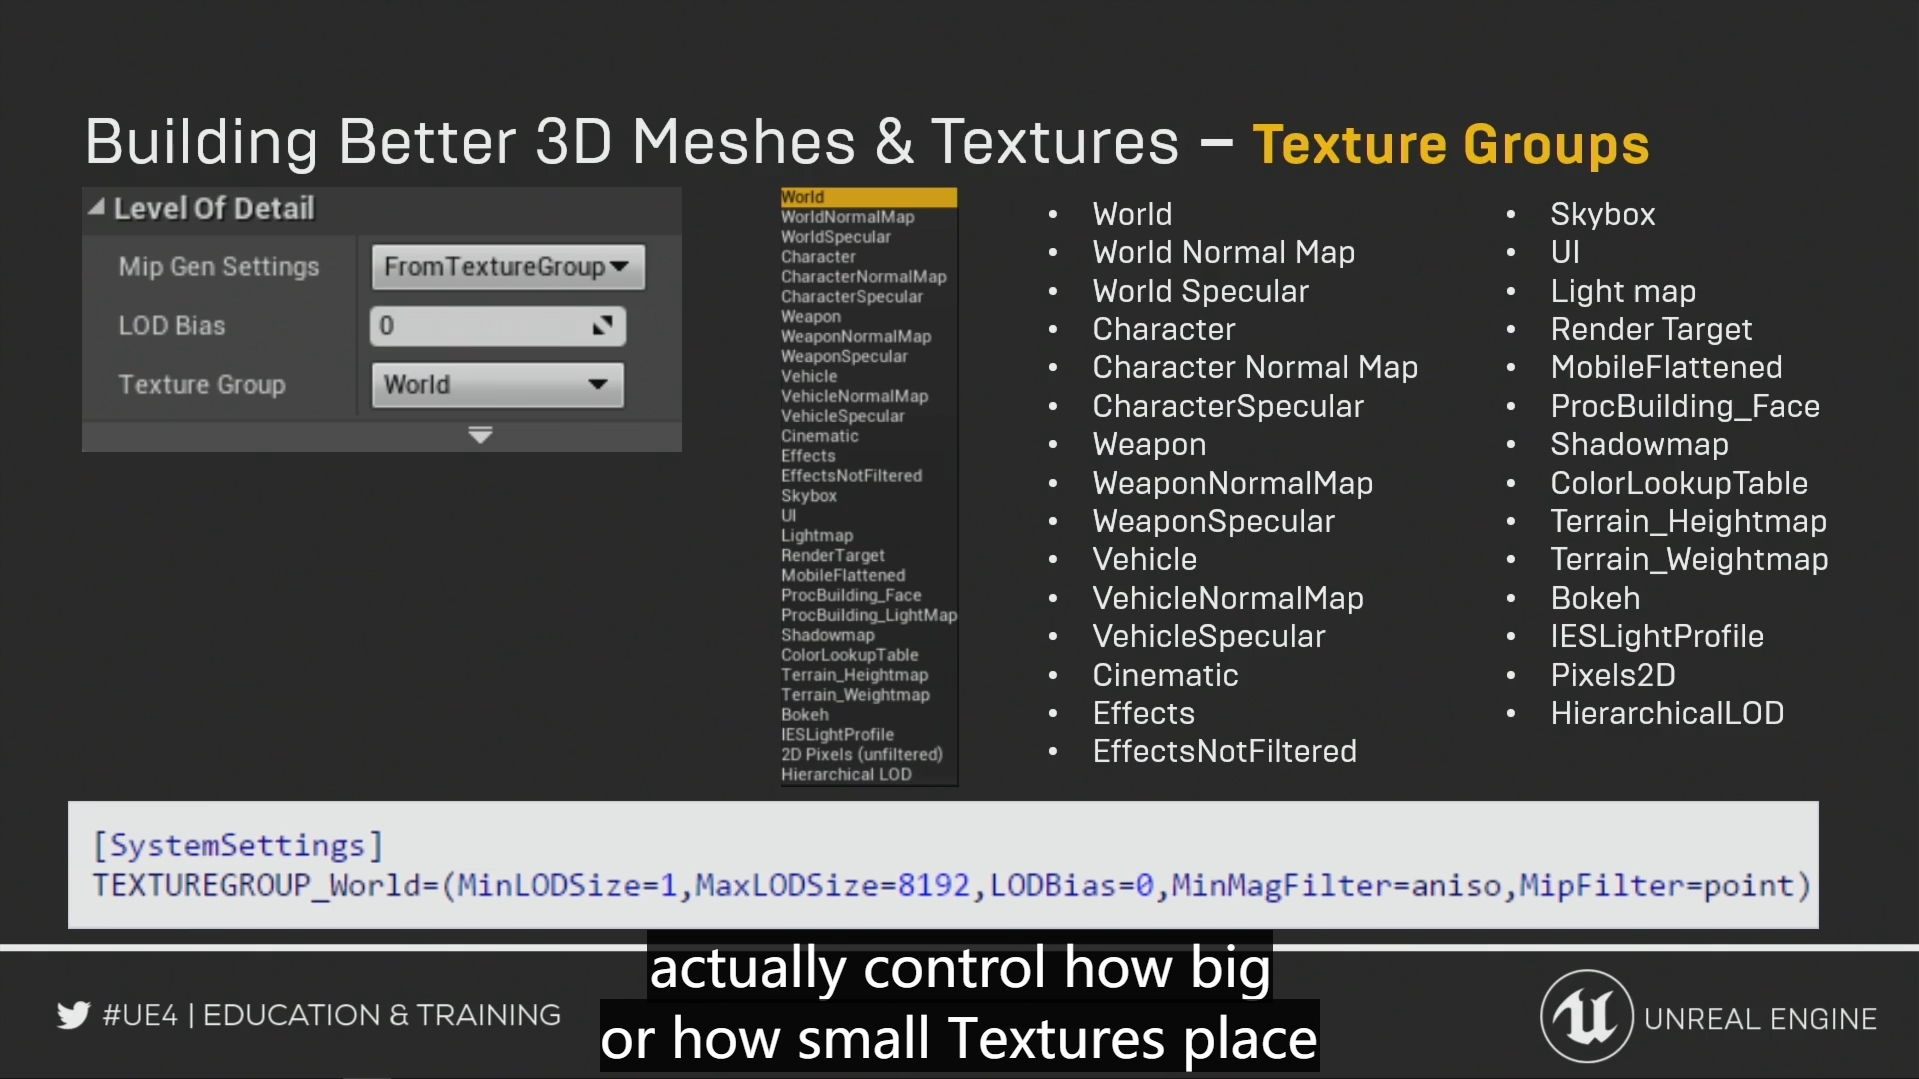 Building Better 3D Meshes & Textures – Texture Groups
Level Of Detail
Mip Gen Settings FromTextureGroup
LOD Bias 0
Texture Group World
World
WorldNormalMap
WorldSpecular
Character
CharacterNormalMap
CharacterSpecular
Weapon
WeaponNormalMap
WeaponSpecular
Vehicle
VehicleNormalMap
VehicleSpecular
Cinematic
Effects
EffectsNotFiltered
Skybox
UI
Lightmap
RenderTarget
MobileFlattened
ProcBuilding_Face
ProcBuilding_LightMap
Shadowmap
ColorLookupTable
Terrain_Heightmap
Terrain_Weightmap
Bokeh
IESLightProfile
2D Pixels (unfiltered)
Hierarchical LOD
• World
• World Normal Map
• World Specular
• Character
• Character Normal Map
• CharacterSpecular
• Weapon
• WeaponNormalMap
• WeaponSpecular
• Vehicle
• VehicleNormalMap
• VehicleSpecular
• Cinematic
• Effects
• EffectsNotFiltered
• Skybox
• UI
• Light map
• Render Target
• MobileFlattened
• ProcBuilding_Face
• Shadowmap
• ColorLookupTable
• Terrain_Heightmap
• Terrain_Weightmap
• Bokeh
• IESLightProfile
• Pixels2D
• HierarchicalLOD
[SystemSettings]
TEXTUREGROUP_World=(MinLODSize=1,MaxLODSize=8192,LODBias=0,MinMagFilter=aniso,MipFilter=point)
actually control how big
or how small Textures place
#UE4 | EDUCATION & TRAINING
UNREAL ENGINE